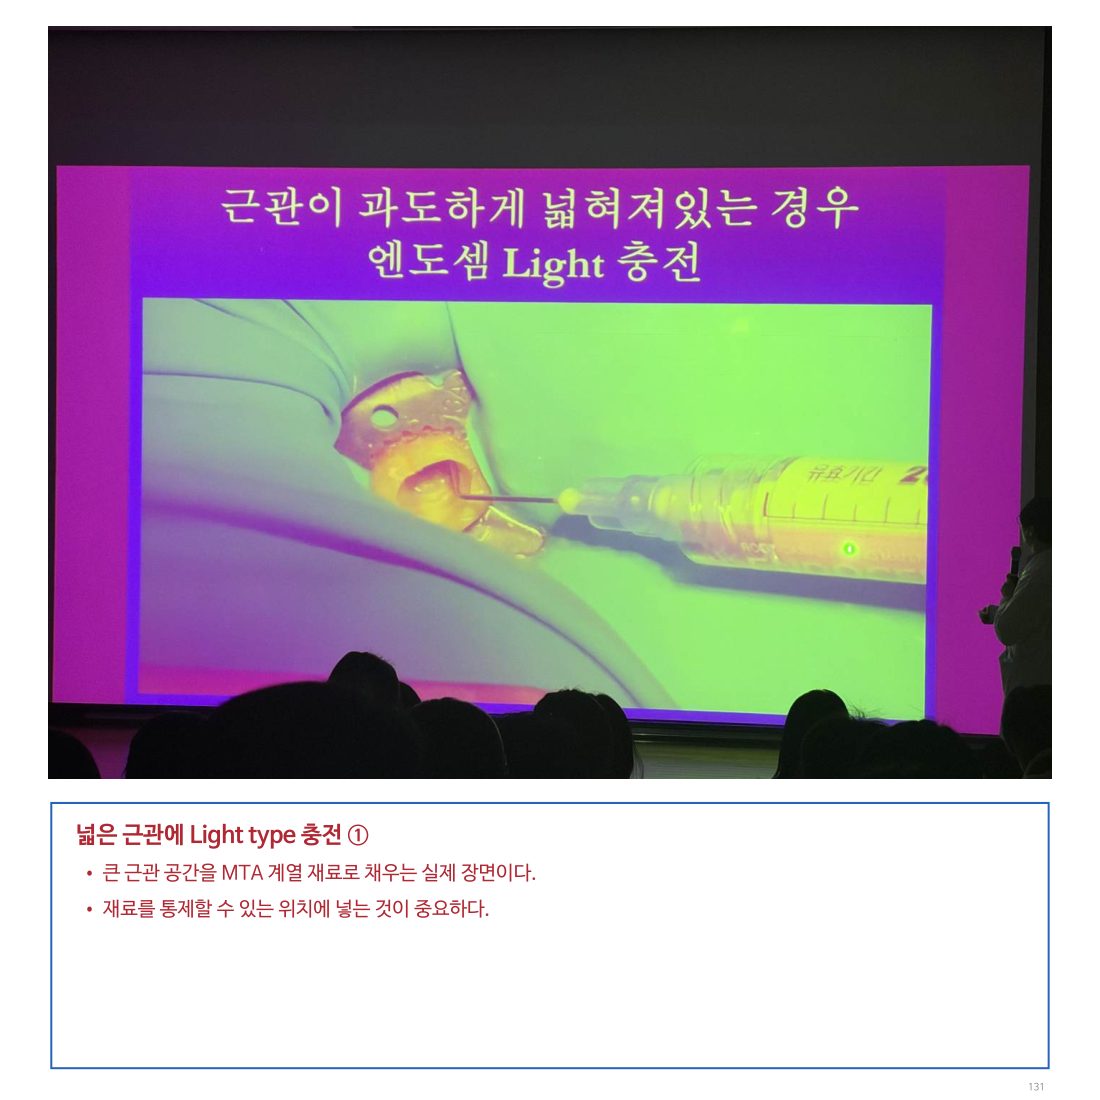 근관이 과도하게 넓혀져있는 경우
엔도셈 Light 충전
유효기간
넓은 근관에 Light type 충전 ①
• 큰 근관 공간을 MTA 계열 재료로 채우는 실제 장면이다.
• 재료를 통제할 수 있는 위치에 넣는 것이 중요하다.
131